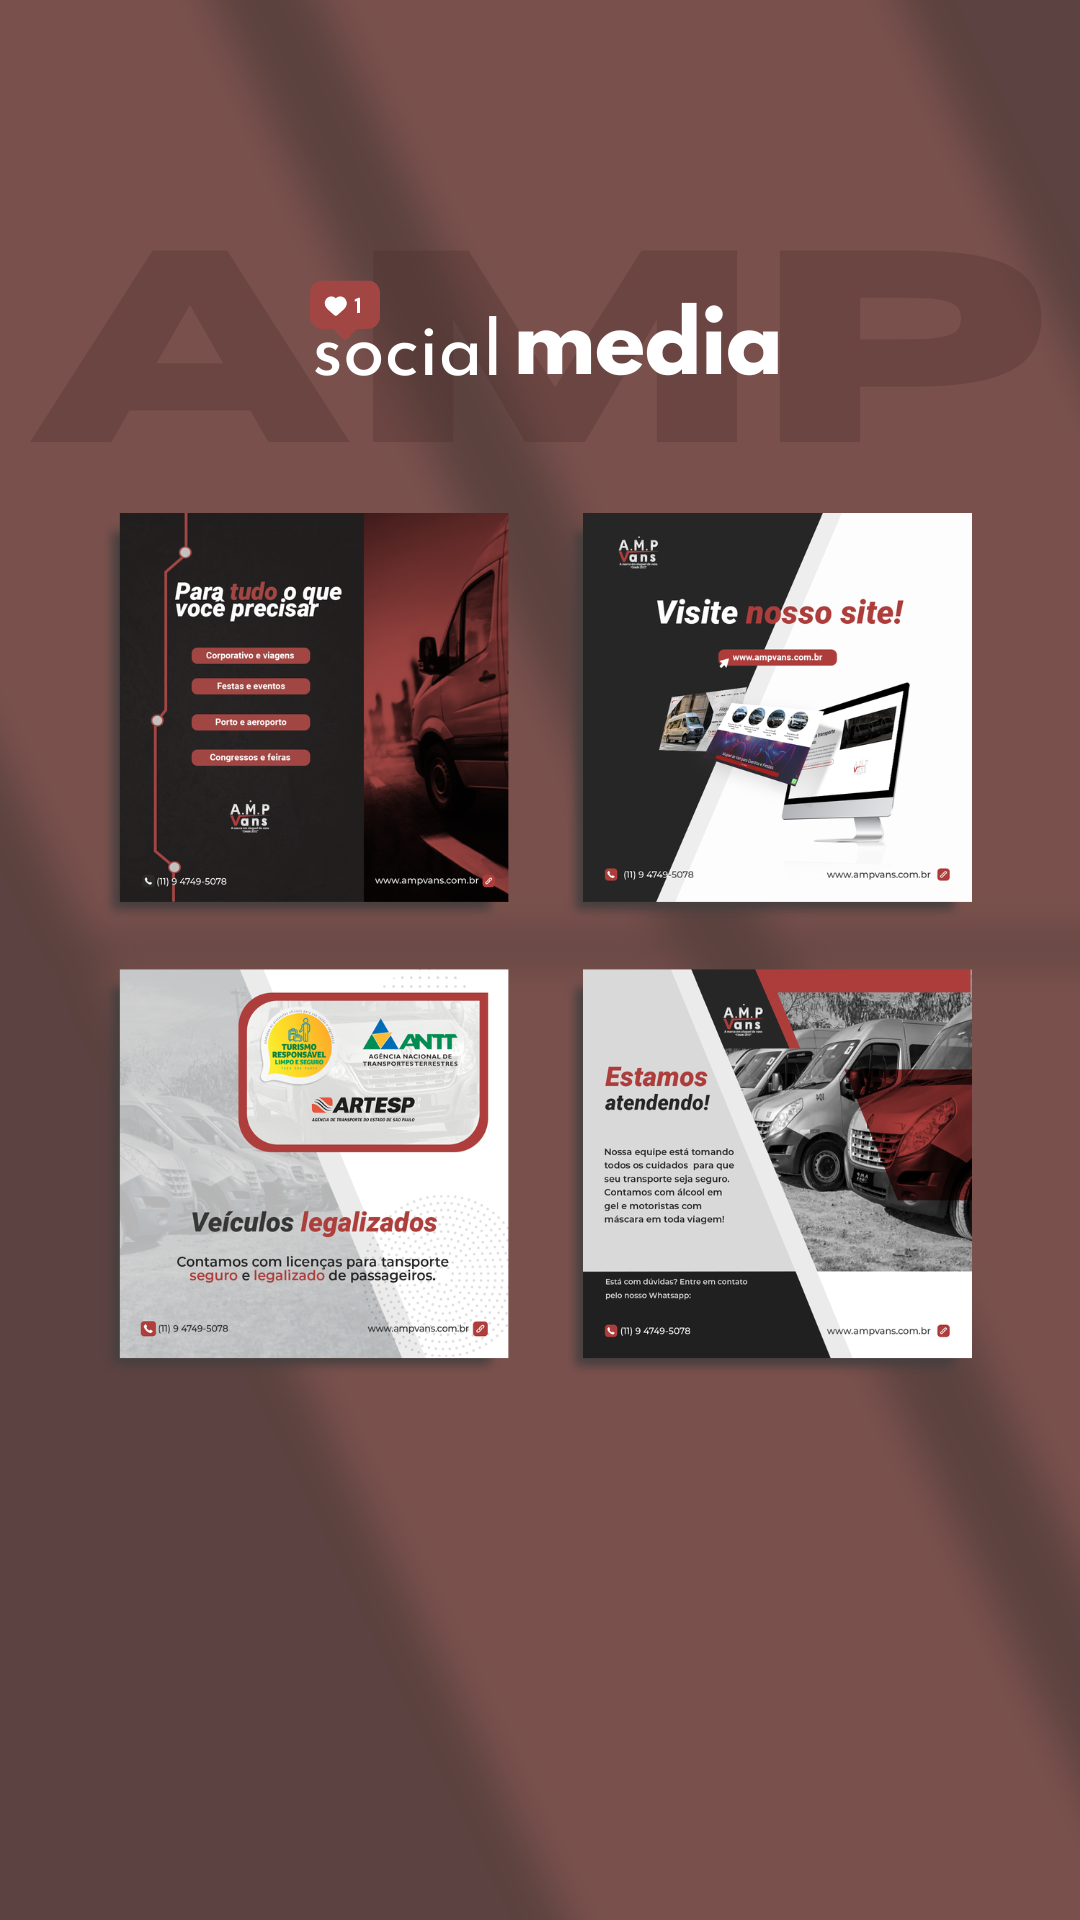 AMP
1
social media
Para tudo o que
você precisar
Corporativo e viagens
Festas e eventos
Porto e aeroporto
Congressos e feiras
A.M.P
Vans
(11) 9 4749-5078
www.ampvans.com.br
A.M.P
Vans
Visite nosso site!
www.ampvans.com.br
(11) 9 4749-5078
www.ampvans.com.br
TURISMO
RESPONSÁVEL
LIMPO E SEGURO
ANTT
AGÊNCIA NACIONAL DE
TRANSPORTES TERRESTRES
ARTESP
AGÊNCIA DE TRANSPORTE DO ESTADO DE SÃO PAULO
Veículos legalizados
Contamos com licenças para tansporte
seguro e legalizado de passageiros.
(11) 9 4749-5078
www.ampvans.com.br
A.M.P
Vans
Estamos
atendendo!
Nossa equipe está tomando
todos os cuidados para que
seu transporte seja seguro.
Contamos com álcool em
gel e motoristas com
máscara em toda viagem!
Está com dúvidas? Entre em contato
pelo nosso Whatsapp:
(11) 9 4749-5078
www.ampvans.com.br